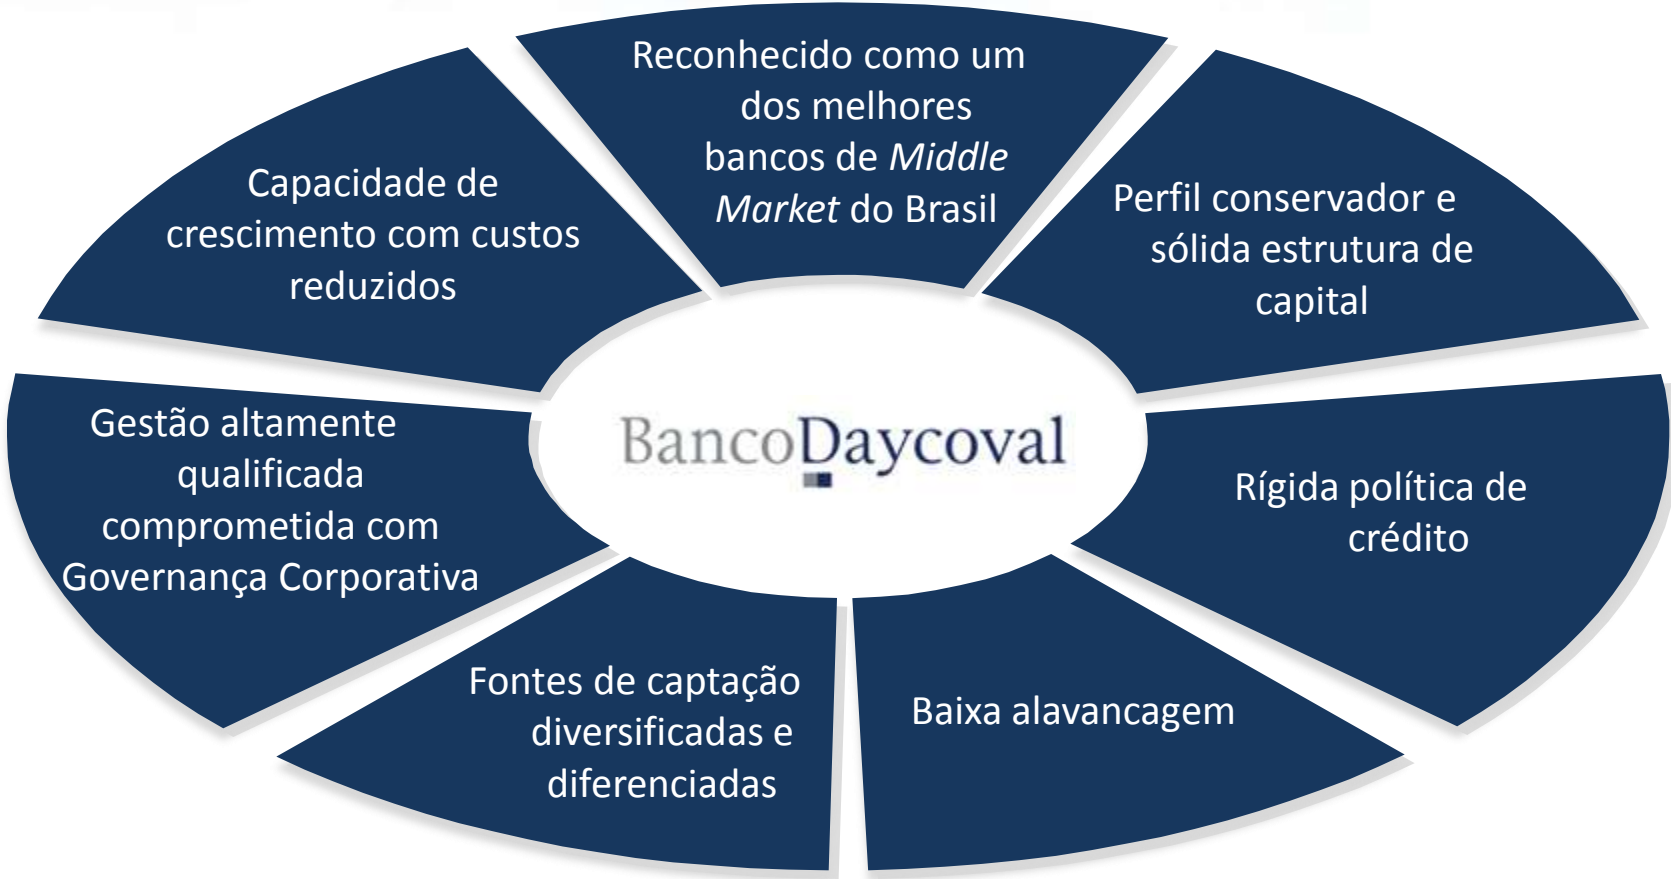 Reconhecido como um
dos melhores
bancos de Middle
Market do Brasil
Perfil conservador e
sólida estrutura de
capital
Rígida política de
crédito
Baixa alavancagem
Fontes de captação
diversificadas e
diferenciadas
Gestão altamente
qualificada
comprometida com
Governança Corporativa
Capacidade de
crescimento com custos
reduzidos
BancoDaycoval